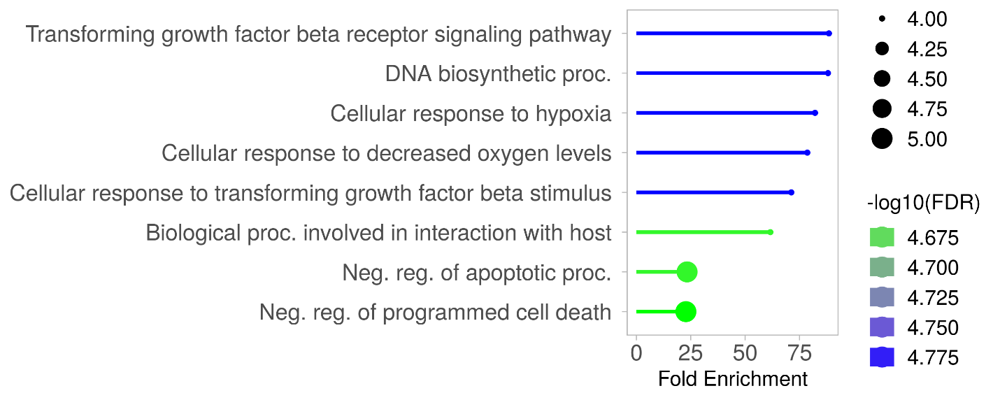 Transforming growth factor beta receptor signaling pathway
DNA biosynthetic proc.
Cellular response to hypoxia
Cellular response to decreased oxygen levels
Cellular response to transforming growth factor beta stimulus
Biological proc. involved in interaction with host
Neg. reg. of apoptotic proc.
Neg. reg. of programmed cell death
0 25 50 75
Fold Enrichment
4.00
4.25
4.50
4.75
5.00
-log10(FDR)
4.675
4.700
4.725
4.750
4.775